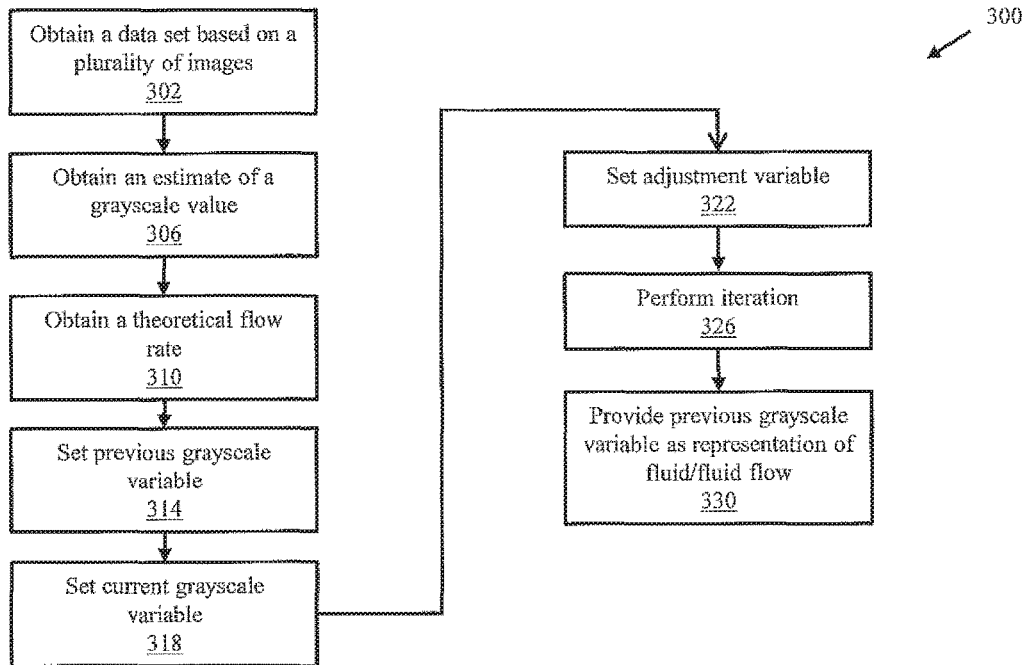 300
Obtain a data set based on a
plurality of images
302
Obtain an estimate of a
grayscale value
306
Obtain a theoretical flow
rate
310
Set previous grayscale
variable
314
Set current grayscale
variable
318
Set adjustment variable
322
Perform iteration
326
Provide previous grayscale
variable as representation of
fluid/fluid flow
330